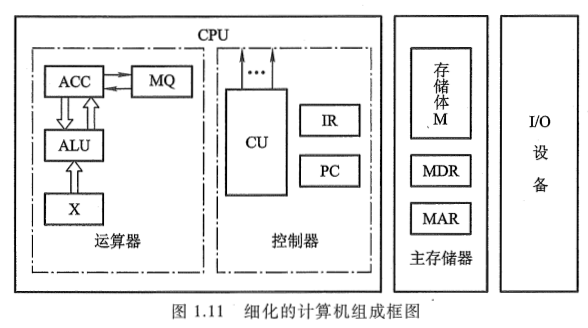 CPU
ACC
MQ
ALU
X
运算器
CU
IR
PC
控制器
存储体M
MDR
MAR
主存储器
I/O
设备
图 1.11 细化的计算机组成框图